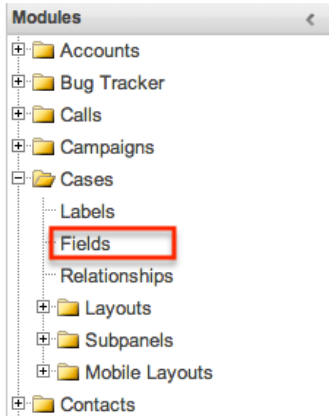 Modules
Accounts
Bug Tracker
Calls
Campaigns
Cases
Labels
Fields
Relationships
Layouts
Subpanels
Mobile Layouts
Contacts